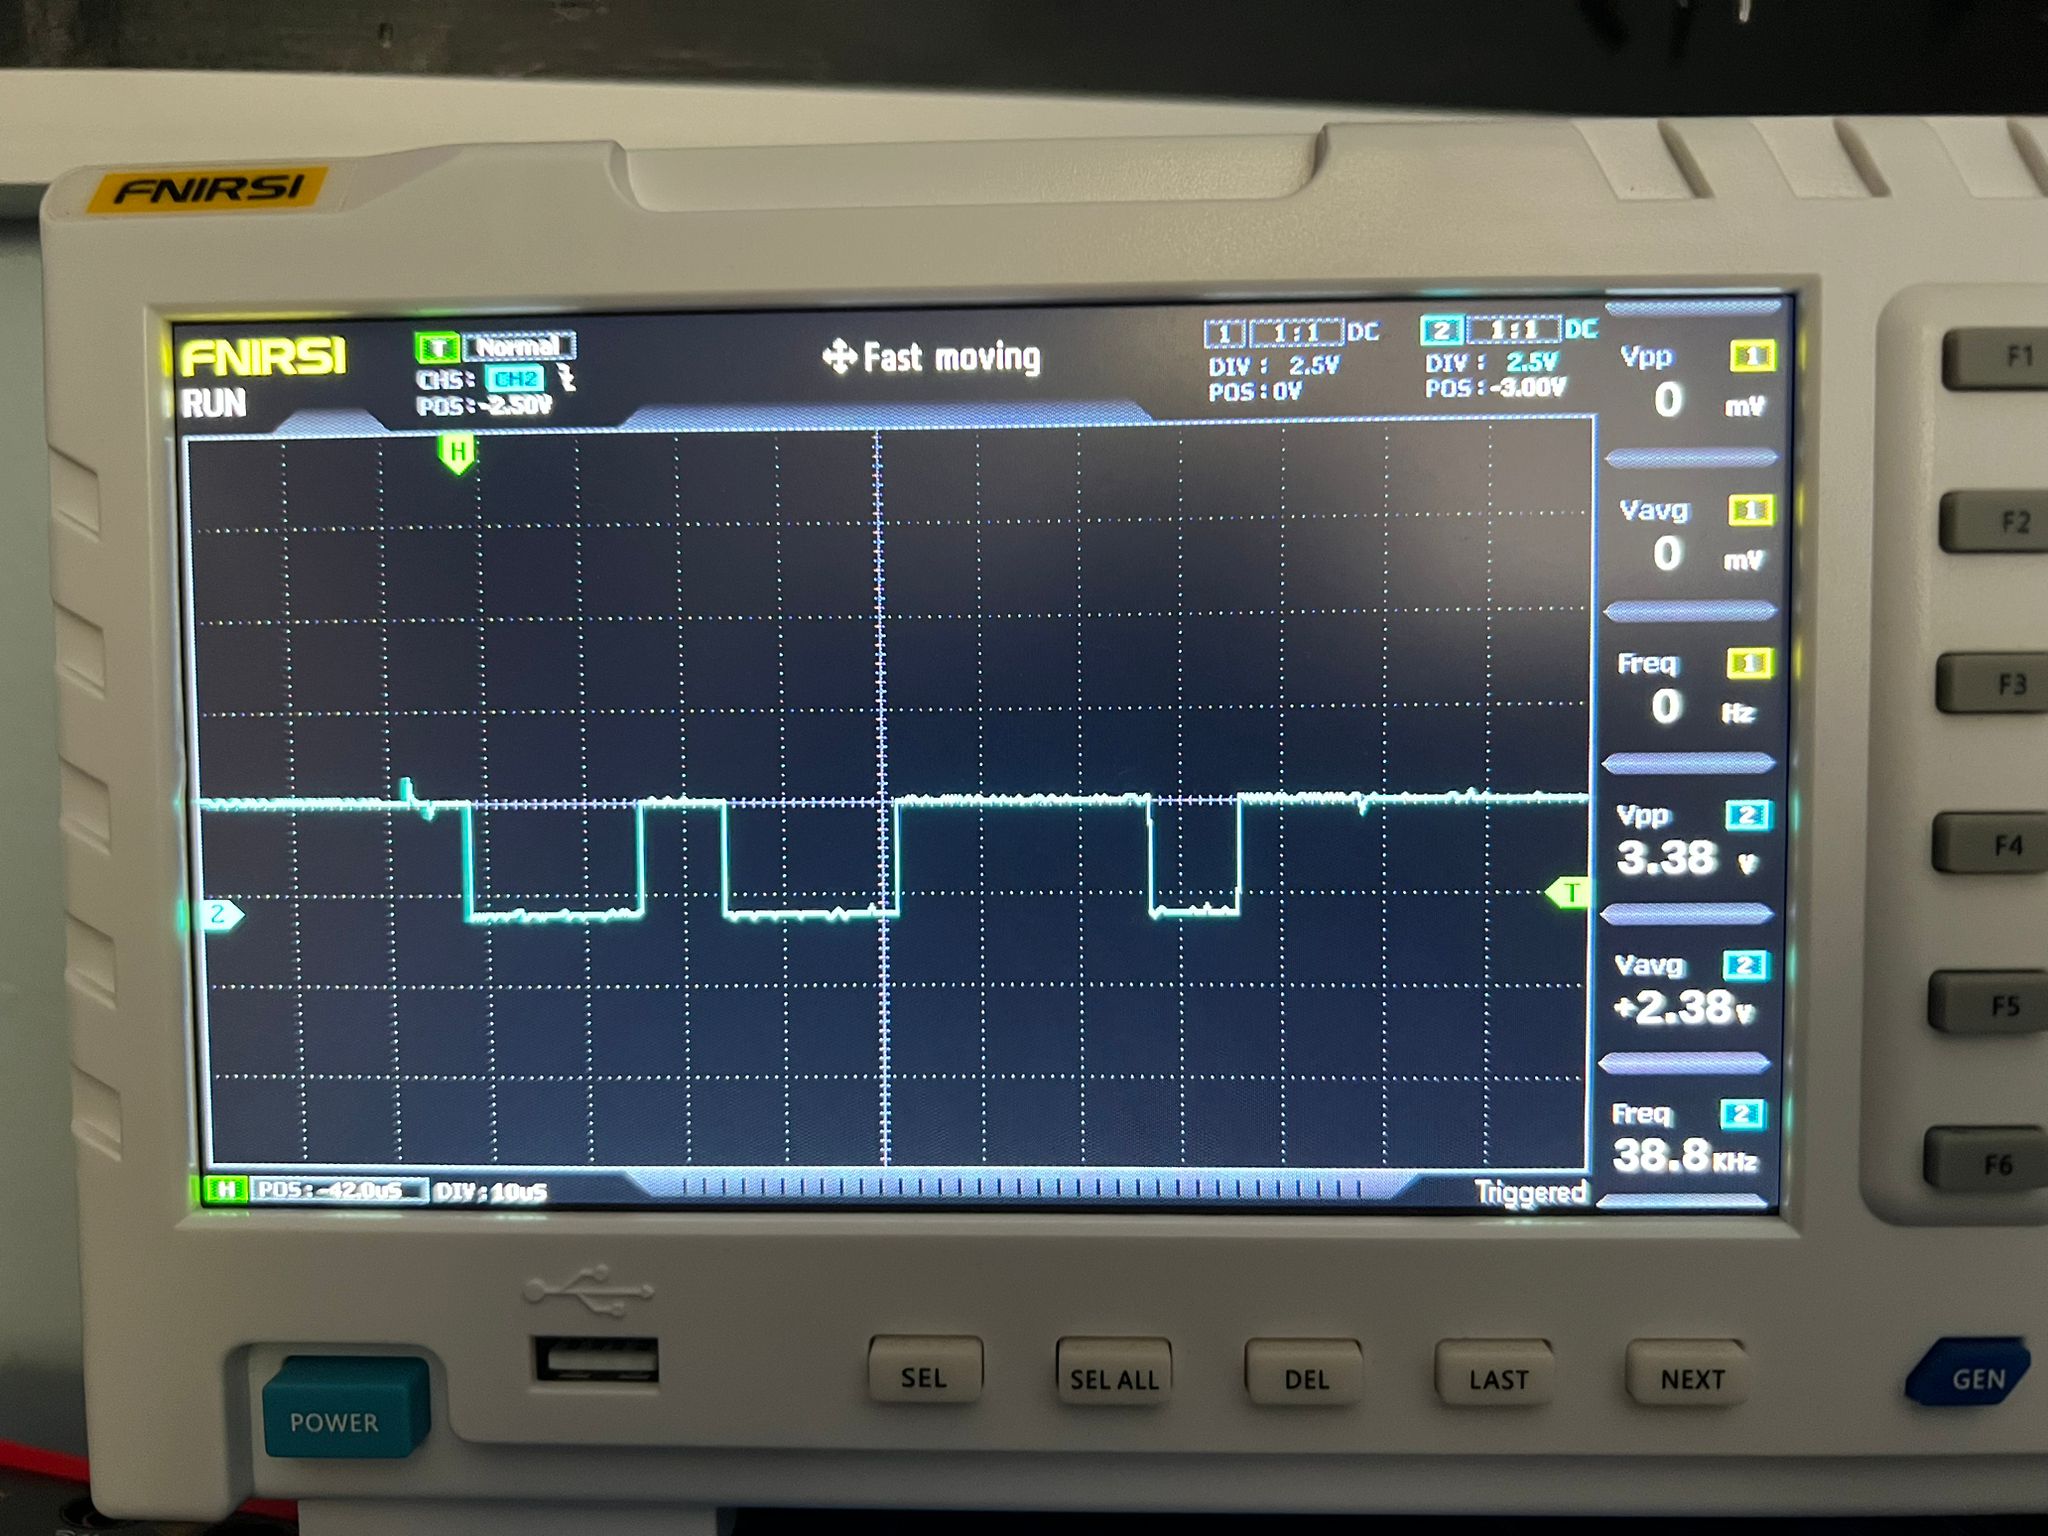 FNIRSI
FNIRSI
RUN
T Normal
CHS: CH2
POS:-2.50V
Fast moving
1 1:1 DC
DIV: 2.5V
POS:0V
2 1:1 DC
DIV: 2.5V
POS:-3.00V
H
2
T
Vpp 1
0 mV
Vavg 1
0 mV
Freq 1
0 Hz
Vpp 2
3.38 V
Vavg 2
+2.38V
Freq 2
38.8KHz
H POS:-42.0uS DIV:10uS
Triggered
F1
F2
F3
F4
F5
F6
POWER
SEL
SEL ALL
DEL
LAST
NEXT
GEN